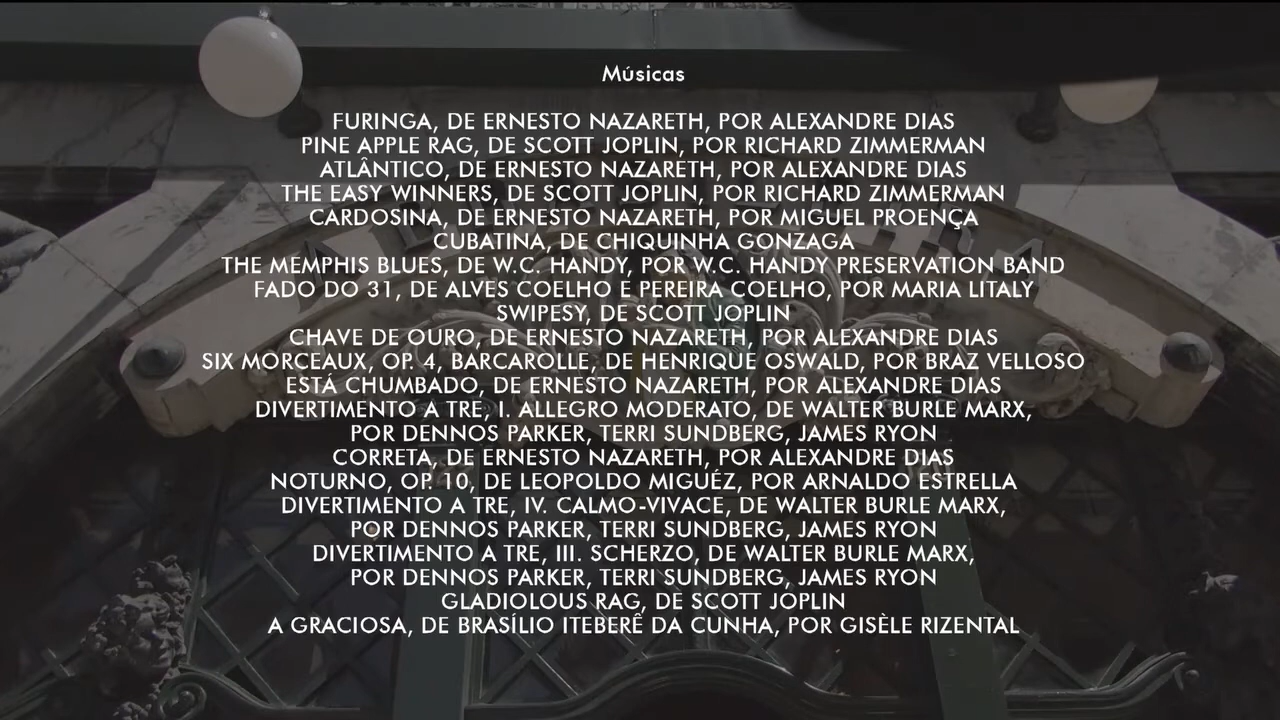 Músicas
FURINGA, DE ERNESTO NAZARETH, POR ALEXANDRE DIAS
PINE APPLE RAG, DE SCOTT JOPLIN, POR RICHARD ZIMMERMAN
ATLÂNTICO, DE ERNESTO NAZARETH, POR ALEXANDRE DIAS
THE EASY WINNERS, DE SCOTT JOPLIN, POR RICHARD ZIMMERMAN
CARDOSINA, DE ERNESTO NAZARETH, POR MIGUEL PROENÇA
CUBATINA, DE CHIQUINHA GONZAGA
THE MEMPHIS BLUES, DE W.C. HANDY, POR W.C. HANDY PRESERVATION BAND
FADO DO 31, DE ALVES COELHO E PEREIRA COELHO, POR MARIA LITALY
SWIPESY, DE SCOTT JOPLIN
CHAVE DE OURO, DE ERNESTO NAZARETH, POR ALEXANDRE DIAS
SIX MORCEAUX, OP. 4, BARCAROLLE, DE HENRIQUE OSWALD, POR BRAZ VELLOSO
ESTÁ CHUMBADO, DE ERNESTO NAZARETH, POR ALEXANDRE DIAS
DIVERTIMENTO A TRE, I. ALLEGRO MODERATO, DE WALTER BURLE MARX,
POR DENNOS PARKER, TERRI SUNDBERG, JAMES RYON
CORRETA, DE ERNESTO NAZARETH, POR ALEXANDRE DIAS
NOTURNO, OP. 10, DE LEOPOLDO MIGUÉZ, POR ARNALDO ESTRELLA
DIVERTIMENTO A TRE, IV. CALMO-VIVACE, DE WALTER BURLE MARX,
POR DENNOS PARKER, TERRI SUNDBERG, JAMES RYON
DIVERTIMENTO A TRE, III. SCHERZO, DE WALTER BURLE MARX,
POR DENNOS PARKER, TERRI SUNDBERG, JAMES RYON
GLADIOLOUS RAG, DE SCOTT JOPLIN
A GRACIOSA, DE BRASÍLIO ITEBERÊ DA CUNHA, POR GISÈLE RIZENTAL